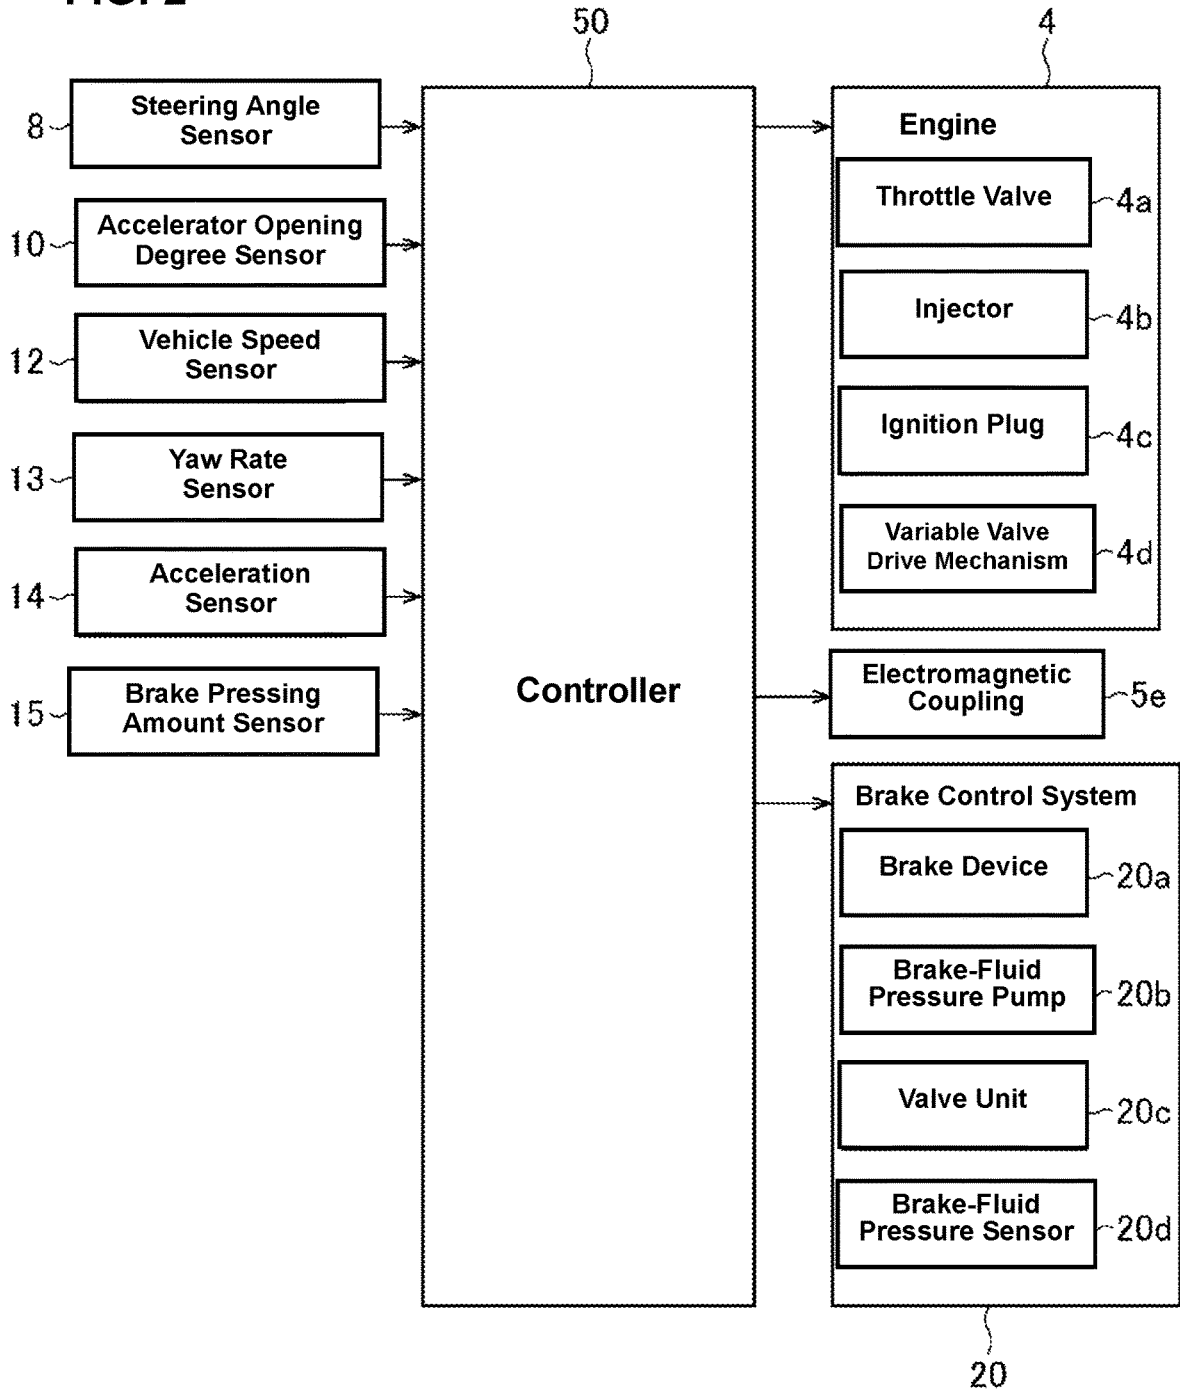 50
4
8
Steering Angle
Sensor
10
Accelerator Opening
Degree Sensor
12
Vehicle Speed
Sensor
13
Yaw Rate
Sensor
14
Acceleration
Sensor
15
Brake Pressing
Amount Sensor
Controller
Engine
Throttle Valve
4a
Injector
4b
Ignition Plug
4c
Variable Valve
Drive Mechanism
4d
Electromagnetic
Coupling
5e
Brake Control System
Brake Device
20a
Brake-Fluid
Pressure Pump
20b
Valve Unit
20c
Brake-Fluid
Pressure Sensor
20d
20